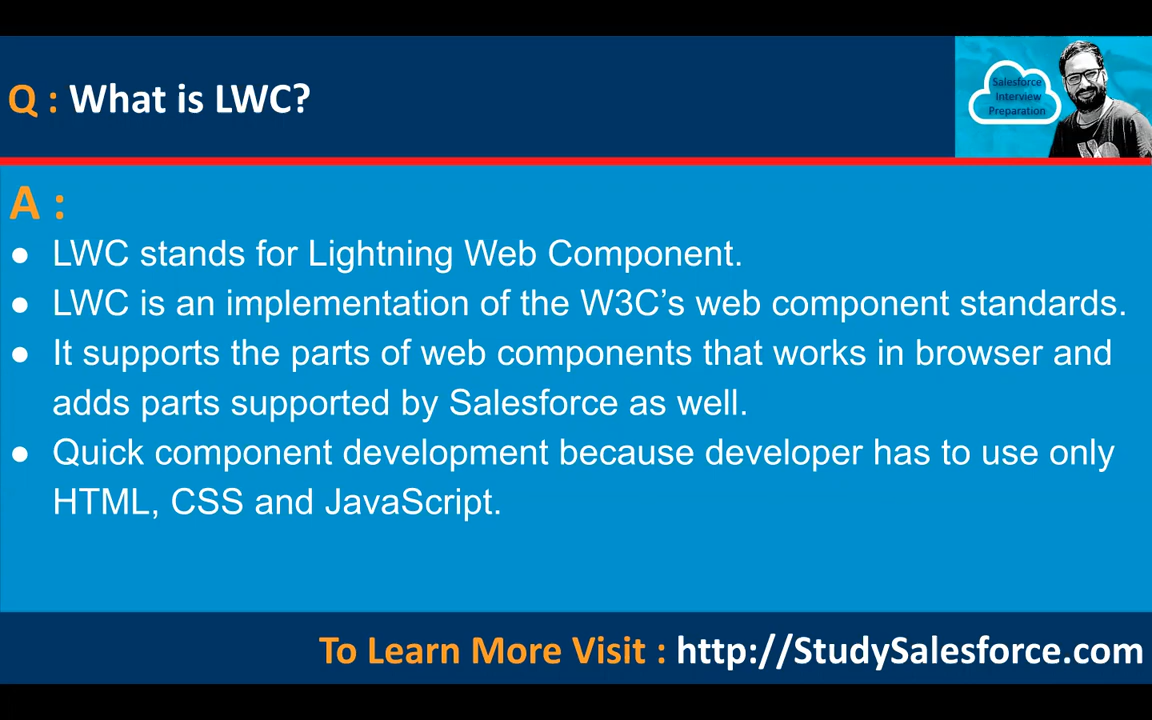 Q : What is LWC?
Salesforce
Interview
Preparation
A :
● LWC stands for Lightning Web Component.
● LWC is an implementation of the W3C’s web component standards.
● It supports the parts of web components that works in browser and
adds parts supported by Salesforce as well.
● Quick component development because developer has to use only
HTML, CSS and JavaScript.
To Learn More Visit : http://StudySalesforce.com